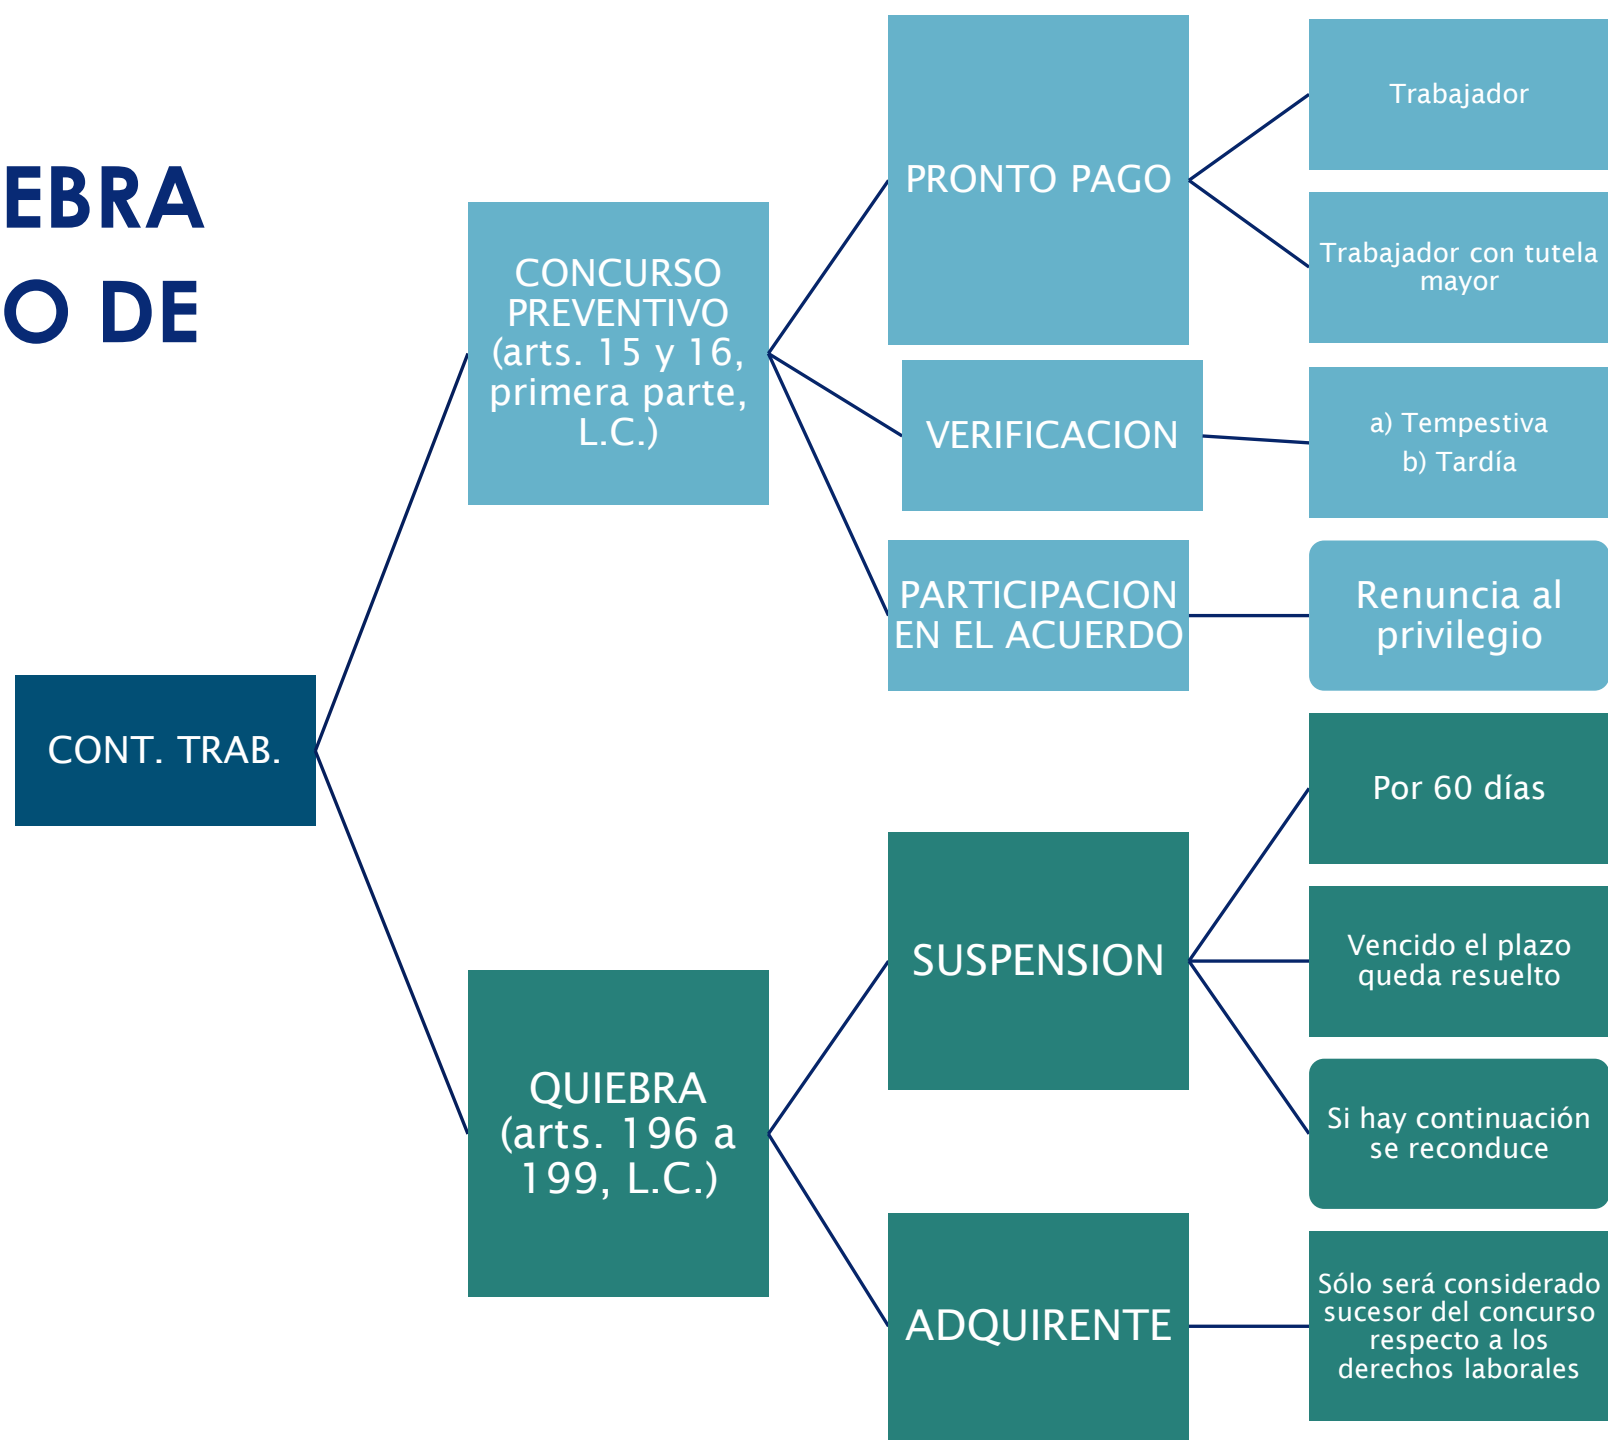 EBRA
O DE
CONT. TRAB.
CONCURSO
PREVENTIVO
(arts. 15 y 16,
primera parte,
L.C.)
PRONTO PAGO
Trabajador
Trabajador con tutela
mayor
VERIFICACION
a) Tempestiva
b) Tardía
PARTICIPACION
EN EL ACUERDO
Renuncia al
privilegio
QUIEBRA
(arts. 196 a
199, L.C.)
SUSPENSION
Por 60 días
Vencido el plazo
queda resuelto
Si hay continuación
se reconduce
ADQUIRENTE
Sólo será considerado
sucesor del concurso
respecto a los
derechos laborales